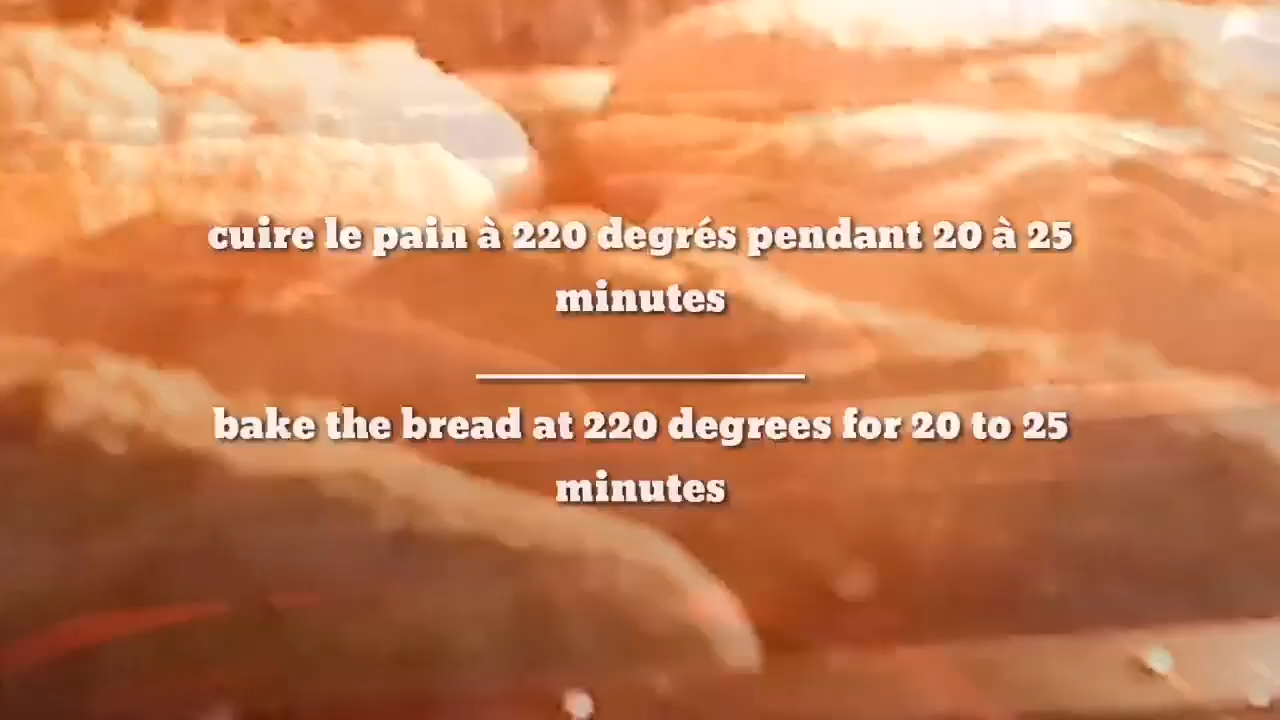 cuire le pain à 220 degrés pendant 20 à 25
minutes
bake the bread at 220 degrees for 20 to 25
minutes